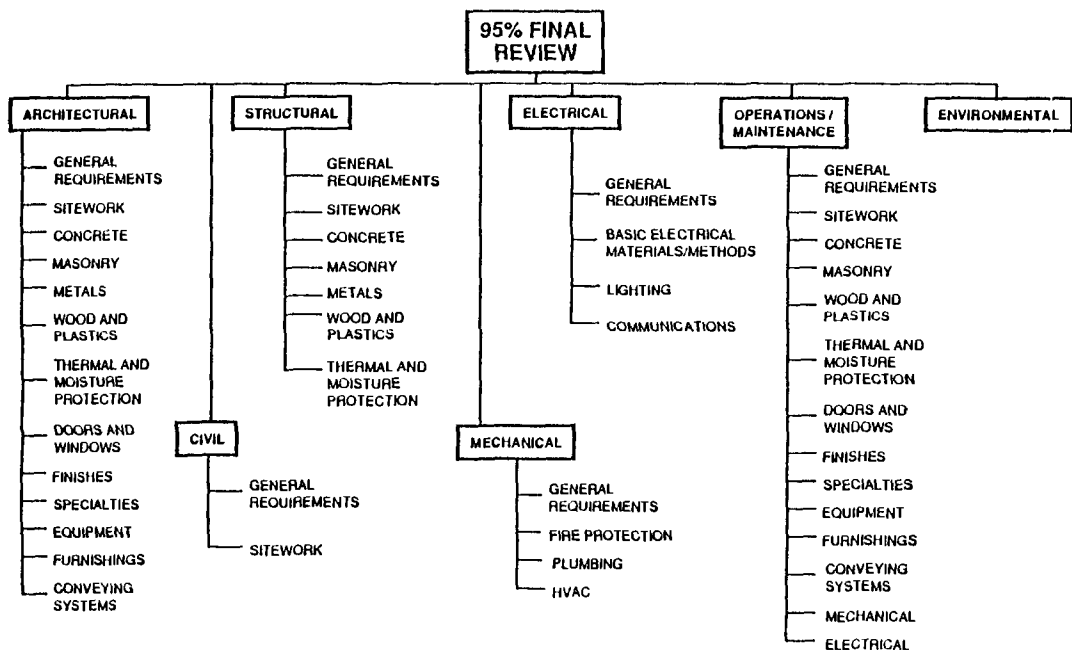 95% FINAL
REVIEW
ARCHITECTURAL
GENERAL
REQUIREMENTS
SITEWORK
CONCRETE
MASONRY
METALS
WOOD AND
PLASTICS
THERMAL AND
MOISTURE
PROTECTION
DOORS AND
WINDOWS
FINISHES
SPECIALTIES
EQUIPMENT
FURNISHINGS
CONVEYING
SYSTEMS
CIVIL
GENERAL
REQUIREMENTS
SITEWORK
STRUCTURAL
GENERAL
REQUIREMENTS
SITEWORK
CONCRETE
MASONRY
METALS
WOOD AND
PLASTICS
THERMAL AND
MOISTURE
PROTECTION
MECHANICAL
GENERAL
REQUIREMENTS
FIRE PROTECTION
PLUMBING
HVAC
ELECTRICAL
GENERAL
REQUIREMENTS
BASIC ELECTRICAL
MATERIALS/METHODS
LIGHTING
COMMUNICATIONS
OPERATIONS /
MAINTENANCE
GENERAL
REQUIREMENTS
SITEWORK
CONCRETE
MASONRY
WOOD AND
PLASTICS
THERMAL AND
MOISTURE
PROTECTION
DOORS AND
WINDOWS
FINISHES
SPECIALTIES
EQUIPMENT
FURNISHINGS
CONVEYING
SYSTEMS
MECHANICAL
ELECTRICAL
ENVIRONMENTAL